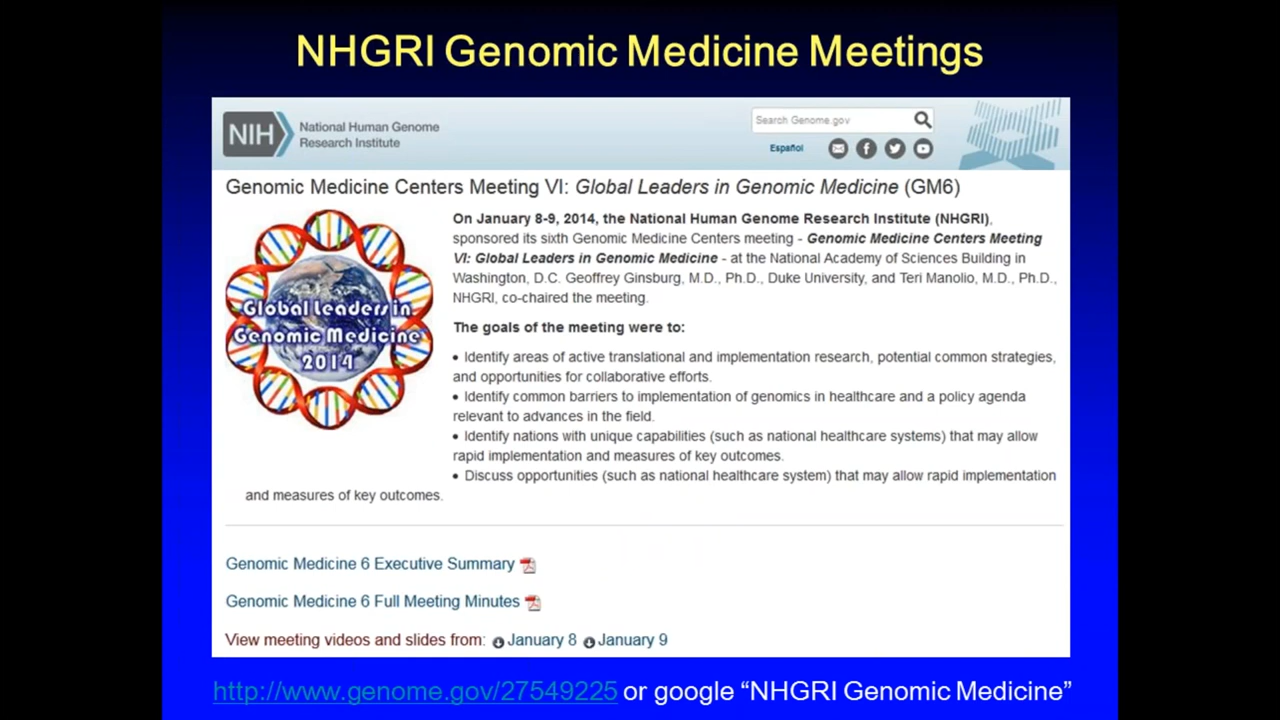 NHGRI Genomic Medicine Meetings
NIH
National Human Genome
Research Institute
Search Genome.gov
Español
Genomic Medicine Centers Meeting VI: Global Leaders in Genomic Medicine (GM6)
Global Leaders in
Genomic Medicine
2014
On January 8-9, 2014, the National Human Genome Research Institute (NHGRI),
sponsored its sixth Genomic Medicine Centers meeting - Genomic Medicine Centers Meeting
VI: Global Leaders in Genomic Medicine - at the National Academy of Sciences Building in
Washington, D.C. Geoffrey Ginsburg, M.D., Ph.D., Duke University, and Teri Manolio, M.D., Ph.D.,
NHGRI, co-chaired the meeting.
The goals of the meeting were to:
• Identify areas of active translational and implementation research, potential common strategies,
and opportunities for collaborative efforts.
• Identify common barriers to implementation of genomics in healthcare and a policy agenda
relevant to advances in the field.
• Identify nations with unique capabilities (such as national healthcare systems) that may allow
rapid implementation and measures of key outcomes.
• Discuss opportunities (such as national healthcare system) that may allow rapid implementation
and measures of key outcomes.
Genomic Medicine 6 Executive Summary
Genomic Medicine 6 Full Meeting Minutes
View meeting videos and slides from: January 8 January 9
http://www.genome.gov/27549225 or google “NHGRI Genomic Medicine”